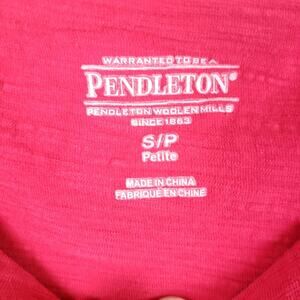 WARRANTED TO BE A
PENDLETON®
PENDLETON WOOLEN MILLS
SINCE 1863
S/P
Petite
MADE IN CHINA
FABRIQUÉ EN CHINE